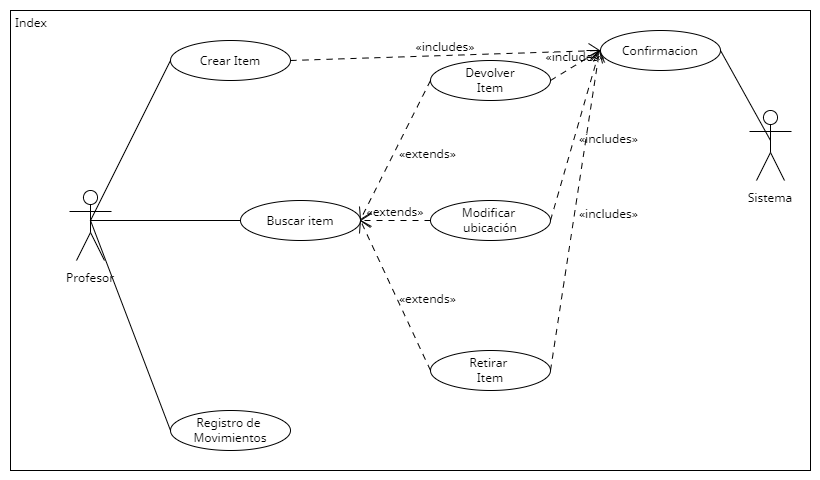 Index
Crear Item
«includes»
Confirmacion
Devolver
Item
«includes»
«extends»
«includes»
Sistema
Buscar item
«extends»
Modificar
ubicación
«includes»
Profesor
«extends»
Retirar
Item
Registro de
Movimientos